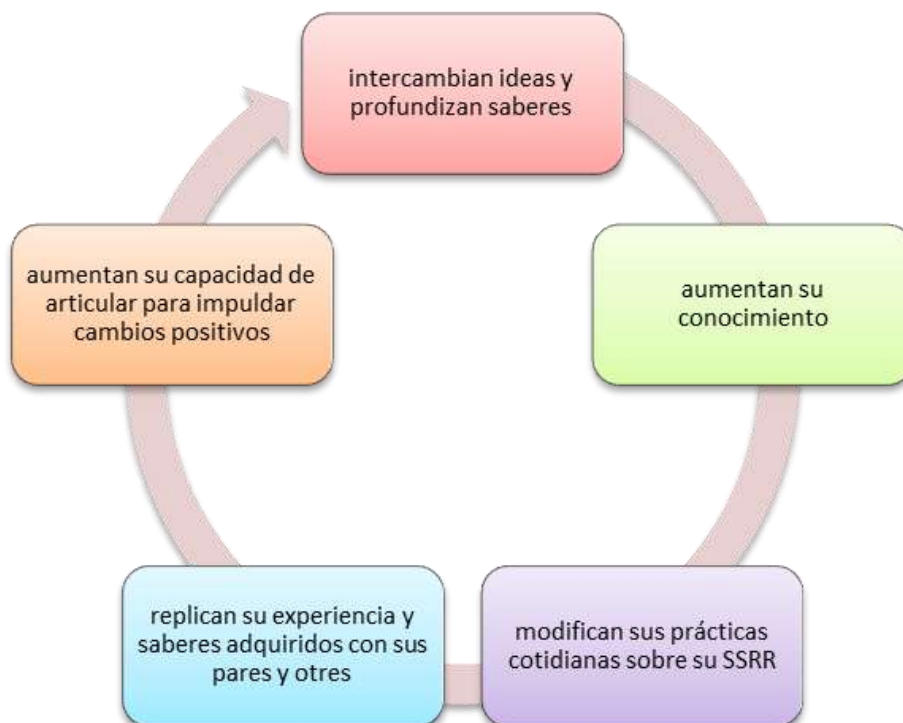 intercambian ideas y
profundizan saberes
aumentan su
conocimiento
modifican sus prácticas
cotidianas sobre su SSRR
replican su experiencia y
saberes adquiridos con sus
pares y otres
aumentan su capacidad de
articular para impuldar
cambios positivos